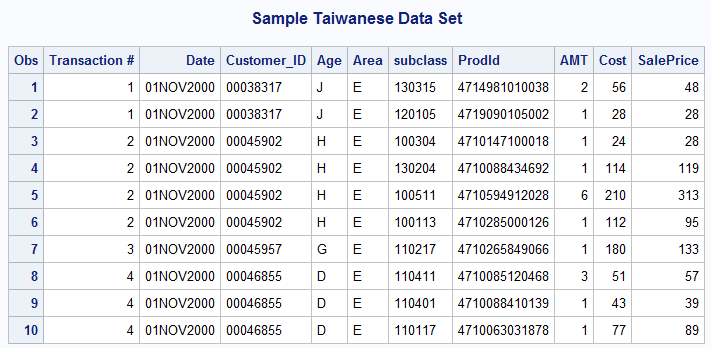 Sample Taiwanese Data Set
Obs Transaction # Date Customer_ID Age Area subclass ProdId AMT Cost SalePrice
1 1 01NOV2000 00038317 J E 130315 4714981010038 2 56 48
2 1 01NOV2000 00038317 J E 120105 4719090105002 1 28 28
3 2 01NOV2000 00045902 H E 100304 4710147100018 1 24 28
4 2 01NOV2000 00045902 H E 130204 4710088434692 1 114 119
5 2 01NOV2000 00045902 H E 100511 4710594912028 6 210 313
6 2 01NOV2000 00045902 H E 100113 4710285000126 1 112 95
7 3 01NOV2000 00045957 G E 110217 4710265849066 1 180 133
8 4 01NOV2000 00046855 D E 110411 4710085120468 3 51 57
9 4 01NOV2000 00046855 D E 110401 4710088410139 1 43 39
10 4 01NOV2000 00046855 D E 110117 4710063031878 1 77 89